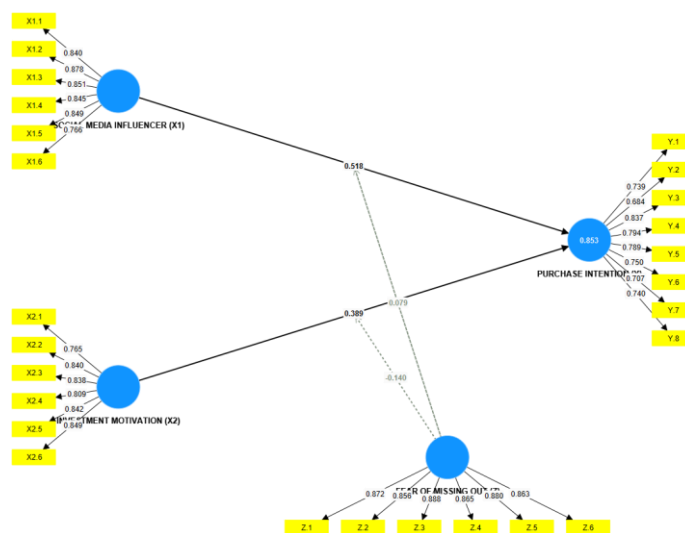 X1.1
X1.2
X1.3
X1.4
X1.5
X1.6
0.840
0.878
0.851
0.845
0.849
0.766
SOCIAL MEDIA INFLUENCER (X1)
0.518
Y.1
Y.2
Y.3
Y.4
Y.5
Y.6
Y.7
Y.8
0.739
0.684
0.837
0.794
0.789
0.750
0.707
0.740
0.853
PURCHASE INTENTION
0.079
0.389
-0.140
X2.1
X2.2
X2.3
X2.4
X2.5
X2.6
0.765
0.840
0.838
0.809
0.842
0.849
INVESTMENT MOTIVATION (X2)
FEAR OF MISSING OUT
0.872
0.856
0.888
0.865
0.880
0.863
Z.1
Z.2
Z.3
Z.4
Z.5
Z.6